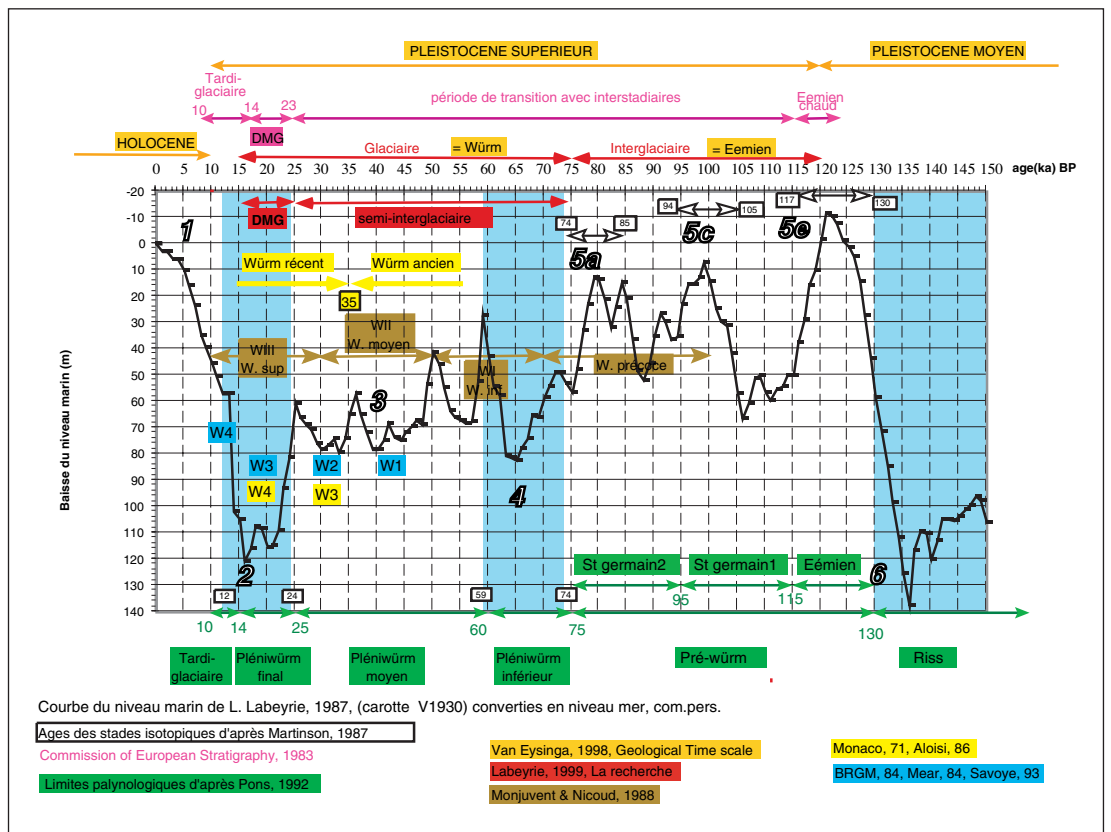 PLEISTOCENE SUPERIEUR PLEISTOCENE MOYEN
Tardi-
glaciaire
10 14 23
période de transition avec interstadiaires
Eemien
chaud
HOLOCENE DMG
Glaciaire = Würm Interglaciaire = Eemien
0 5 10 15 20 25 30 35 40 45 50 55 60 65 70 75 80 85 90 95 100 105 110 115 120 125 130 135 140 145 150 age(ka) BP
DMG semi-interglaciaire
94 105 117 130
74 85
1 5a 5c 5e
Würm récent Würm ancien
35
WII
W. moyen
WIII
W. sup
W. précoce
3
W4
W3 W2 W1
W4 W3
4
2 6
St germain2 St germain1 Eémien
12 24 59 74
-20
-10
0
10
20
30
40
50
60
70
80
90
100
110
120
130
140
Baisse du niveau marin (m)
10 14 25 60 75 95 115 130
Tardi-
glaciaire
Pléniwürm
final
Pléniwürm
moyen
Pléniwürm
inférieur
Pré-würm
Riss
Courbe du niveau marin de L. Labeyrie, 1987, (carotte V1930) converties en niveau mer, com.pers.
Ages des stades isotopiques d'après Martinson, 1987
Commission of European Stratigraphy, 1983
Limites palynologiques d'après Pons, 1992
Van Eysinga, 1998, Geological Time scale
Labeyrie, 1999, La recherche
Monjuvent & Nicoud, 1988
Monaco, 71, Aloisi, 86
BRGM, 84, Mear, 84, Savoye, 93